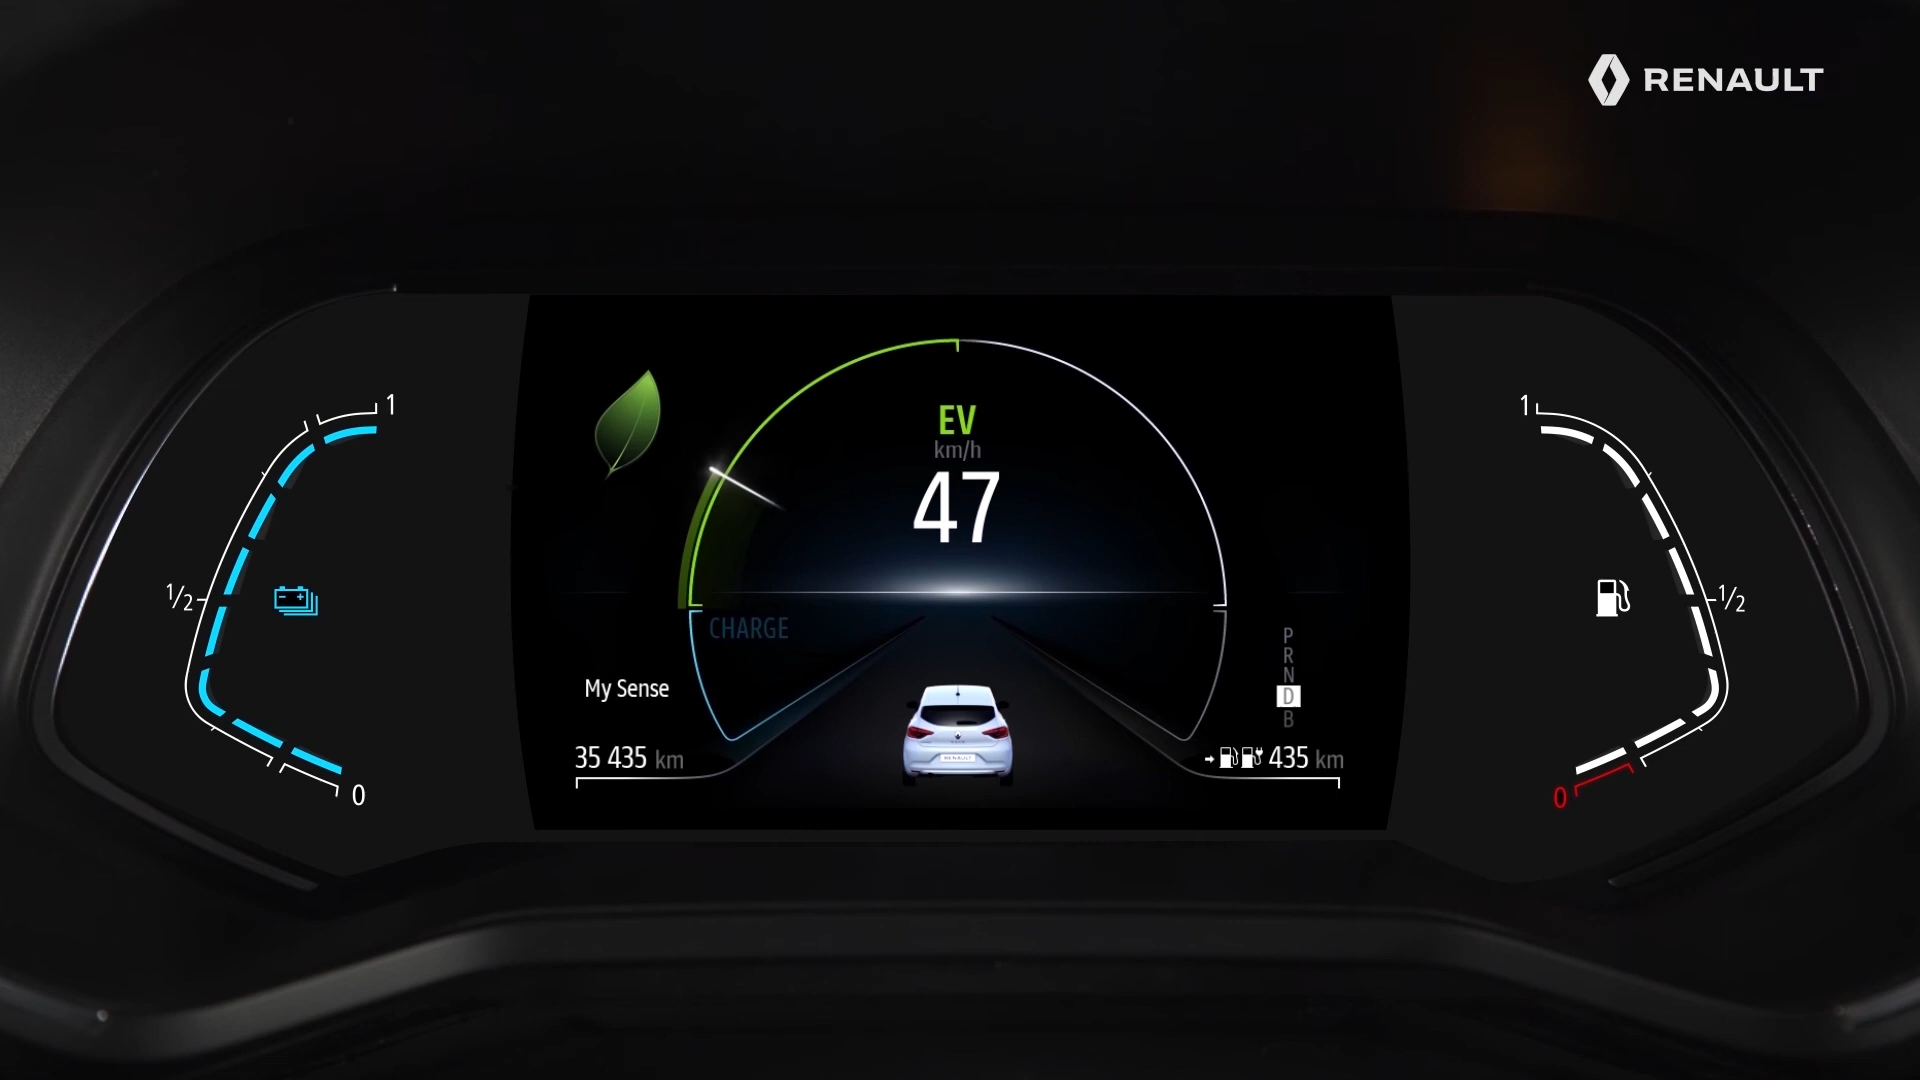 RENAULT
1
1/2
0
EV
km/h
47
CHARGE
My Sense
35 435 km
P
R
N
D
B
435 km
RENAULT
1
1/2
0